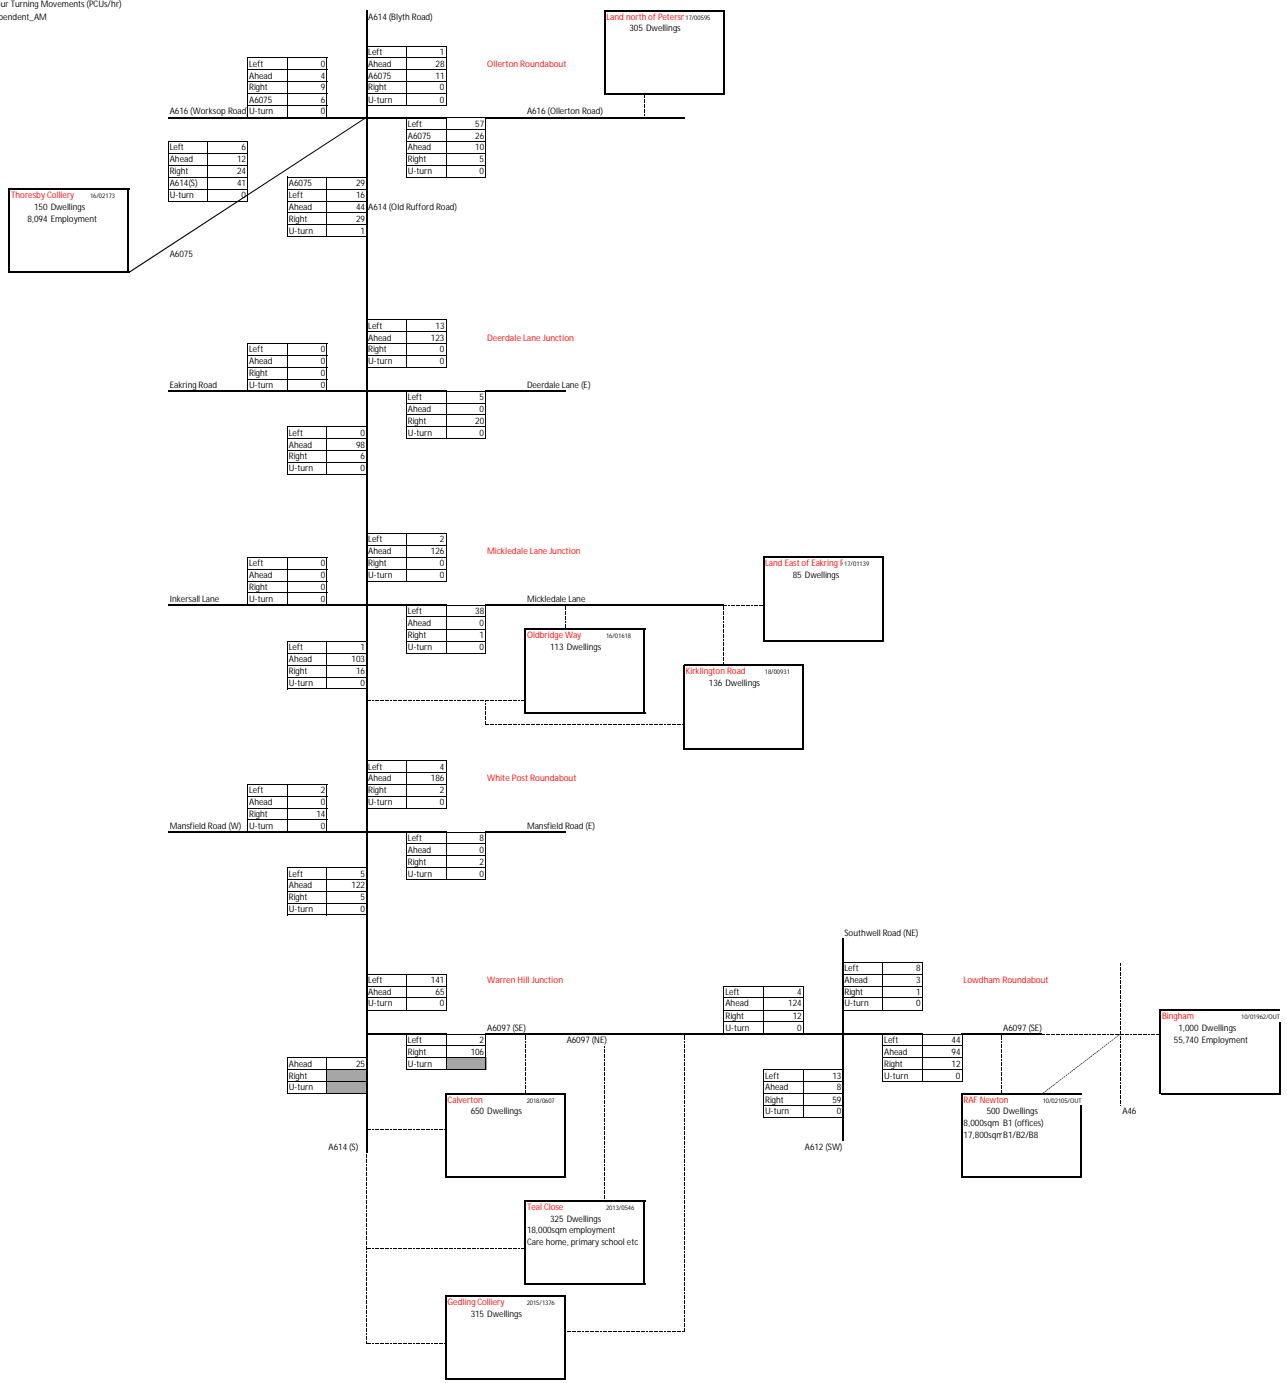 ur Turning Movements (PCUs/hr)
pendent_AM
A614 (Blyth Road)
Land north of Petersr 17/00595
305 Dwellings
Left 1
Ahead 28
A6075 11
Right 0
U-turn 0
Ollerton Roundabout
Left 0
Ahead 4
Right 9
A6075 6
U-turn 0
A616 (Worksop Road
A616 (Ollerton Road)
Left 57
A6075 26
Ahead 10
Right 5
U-turn 0
Left 6
Ahead 12
Right 24
A614(S) 41
U-turn 0
Thoresby Colliery 16/02173
150 Dwellings
8,094 Employment
A6075 29
Left 16
Ahead 44
Right 29
U-turn 1
A614 (Old Rufford Road)
A6075
Left 13
Ahead 123
Right 0
U-turn 0
Deerdale Lane Junction
Left 0
Ahead 0
Right 0
U-turn 0
Eakring Road
Deerdale Lane (E)
Left 5
Ahead 0
Right 20
U-turn 0
Left 0
Ahead 98
Right 6
U-turn 0
Left 2
Ahead 126
Right 0
U-turn 0
Mickledale Lane Junction
Left 0
Ahead 0
Right 0
U-turn 0
Land East of Eakring F 17/01139
85 Dwellings
Inkersall Lane
Mickledale Lane
Left 38
Ahead 0
Right 1
U-turn 0
Oldbridge Way 16/01618
113 Dwellings
Left 1
Ahead 103
Right 16
U-turn 0
Kirklington Road 18/00931
136 Dwellings
Left 4
Ahead 186
Right 2
U-turn 0
White Post Roundabout
Left 2
Ahead 0
Right 14
U-turn 0
Mansfield Road (W)
Mansfield Road (E)
Left 8
Ahead 0
Right 2
U-turn 0
Left 5
Ahead 122
Right 5
U-turn 0
Southwell Road (NE)
Left 141
Ahead 65
U-turn 0
Warren Hill Junction
Left 8
Ahead 3
Right 1
U-turn 0
Lowdham Roundabout
Left 4
Ahead 124
Right 12
U-turn 0
A6097 (SE)
A6097 (NE)
A6097 (SE)
Bingham 10/01962/OUT
1,000 Dwellings
55,740 Employment
Left 2
Right 106
U-turn
Left 44
Ahead 94
Right 12
U-turn 0
Ahead 25
Right
U-turn
Left 13
Ahead 8
Right 59
U-turn 0
Calverton 2018/0607
650 Dwellings
RAF Newton 10/02105/OUT
500 Dwellings
8,000sqm B1 (offices)
17,800sqm B1/B2/B8
A46
A614 (S)
A612 (SW)
Teal Close 2013/0546
325 Dwellings
18,000sqm employment
Care home, primary school etc
Gedling Colliery 2015/1376
315 Dwellings